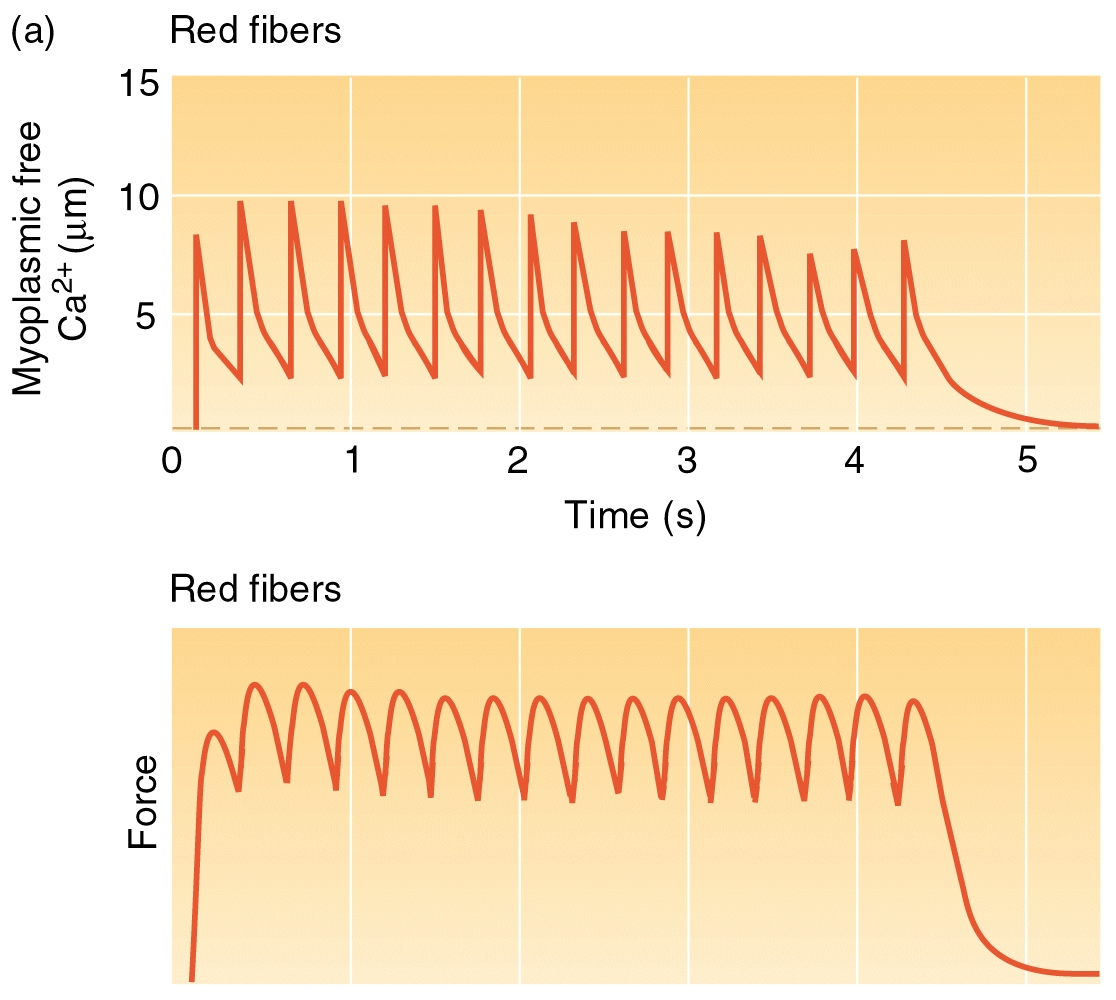 (a)
Red fibers
Myoplasmic free
Ca²⁺ (μm)
15
10
5
0 1 2 3 4 5
Time (s)
Red fibers
Force